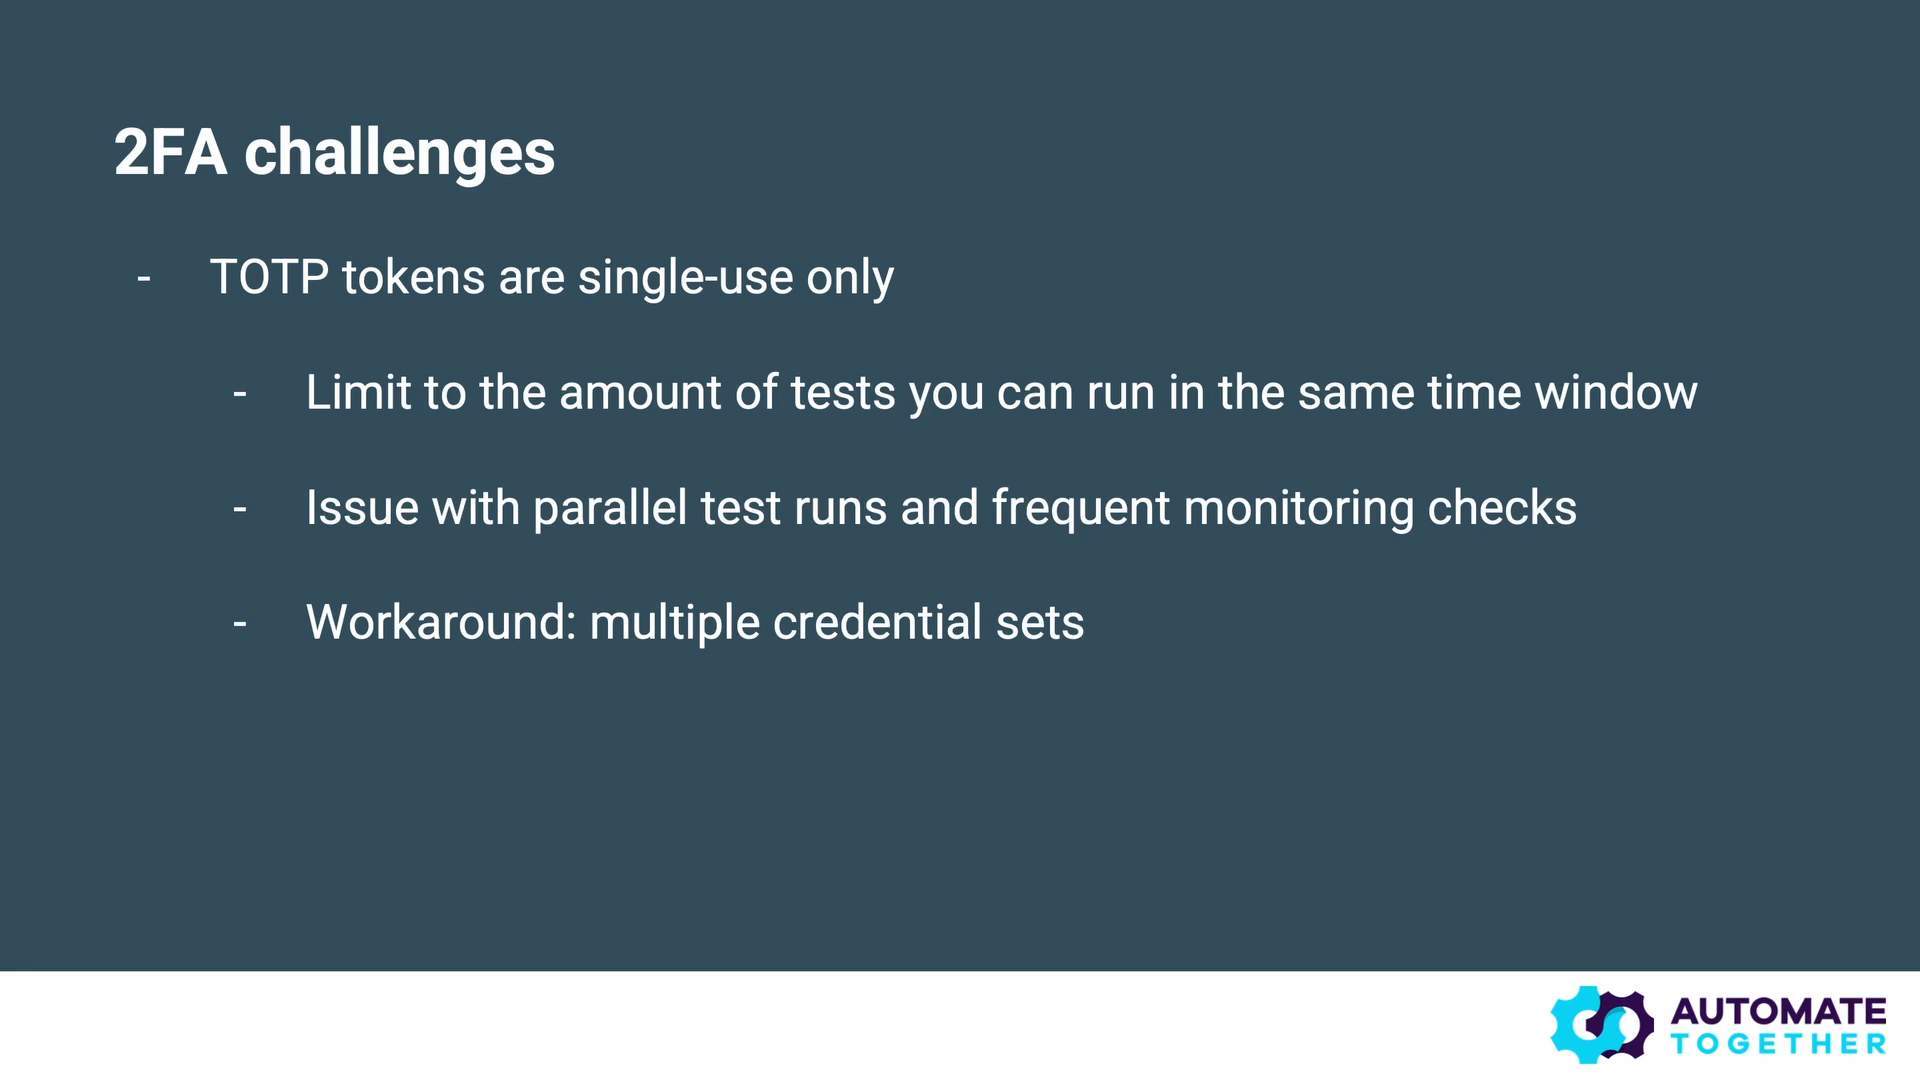 2FA challenges
- TOTP tokens are single-use only
- Limit to the amount of tests you can run in the same time window
- Issue with parallel test runs and frequent monitoring checks
- Workaround: multiple credential sets
AUTOMATE
TOGETHER